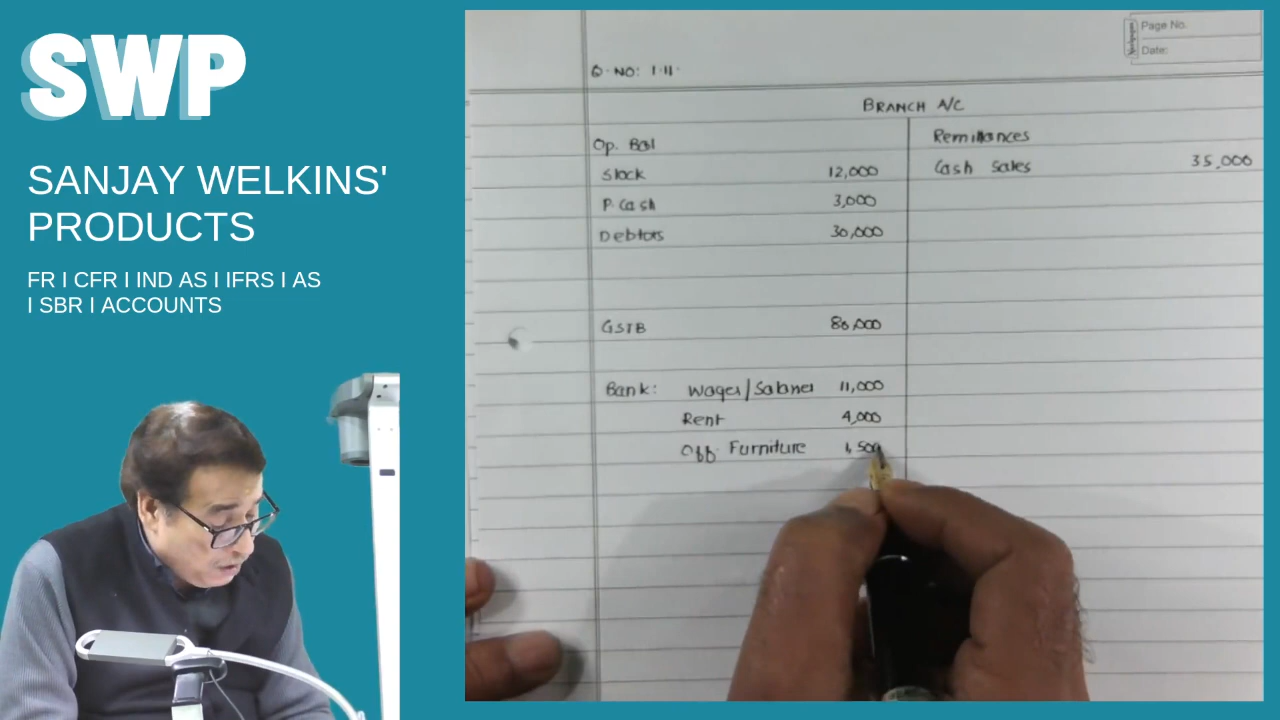 SWP
SANJAY WELKINS'
PRODUCTS
FR I CFR I IND AS I IFRS I AS
I SBR I ACCOUNTS
Page No.
Date:
Q. NO: 1.11.
BRANCH A/C
Op. Bal
Stock 12,000
P. Cash 3,000
Debtors 30,000
GSTB 80,000
Bank: Wages/Salaries 11,000
Rent 4,000
Off. Furniture 1,500
Remittances
Cash Sales 35,000